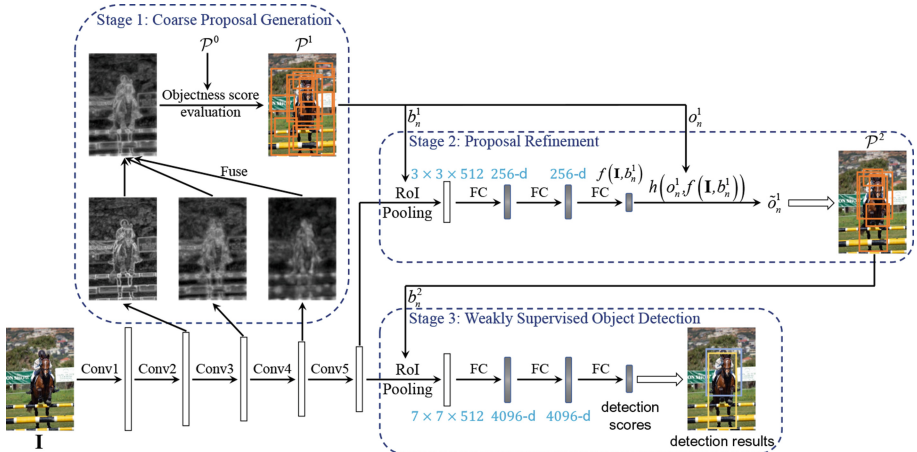 Stage 1: Coarse Proposal Generation
𝒫⁰
𝒫¹
Objectness score
evaluation
Fuse
b¹ₙ
o¹ₙ
Stage 2: Proposal Refinement
𝒫²
3 × 3 × 512
256-d
256-d
f(I,b¹ₙ)
RoI
Pooling
FC
FC
FC
h(o¹ₙ,f(I,b¹ₙ))
õ¹ₙ
b²ₙ
Stage 3: Weakly Supervised Object Detection
Conv1
Conv2
Conv3
Conv4
Conv5
RoI
Pooling
FC
FC
FC
7 × 7 × 512
4096-d
4096-d
detection
scores
I
detection results